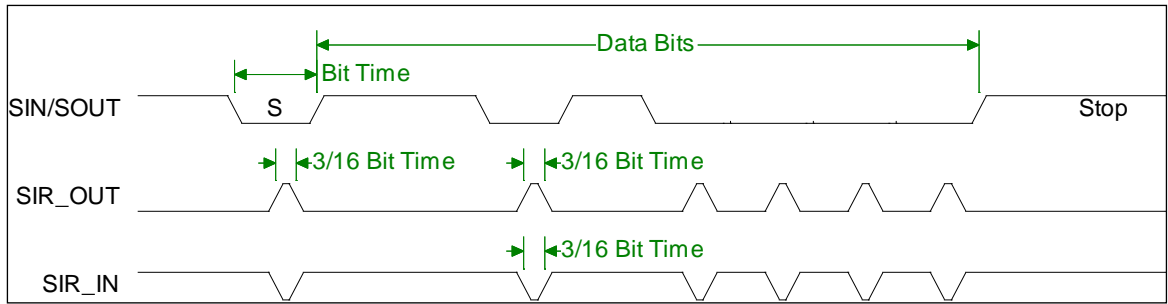 Data Bits
Bit Time
SIN/SOUT
S
Stop
3/16 Bit Time
3/16 Bit Time
SIR_OUT
3/16 Bit Time
SIR_IN